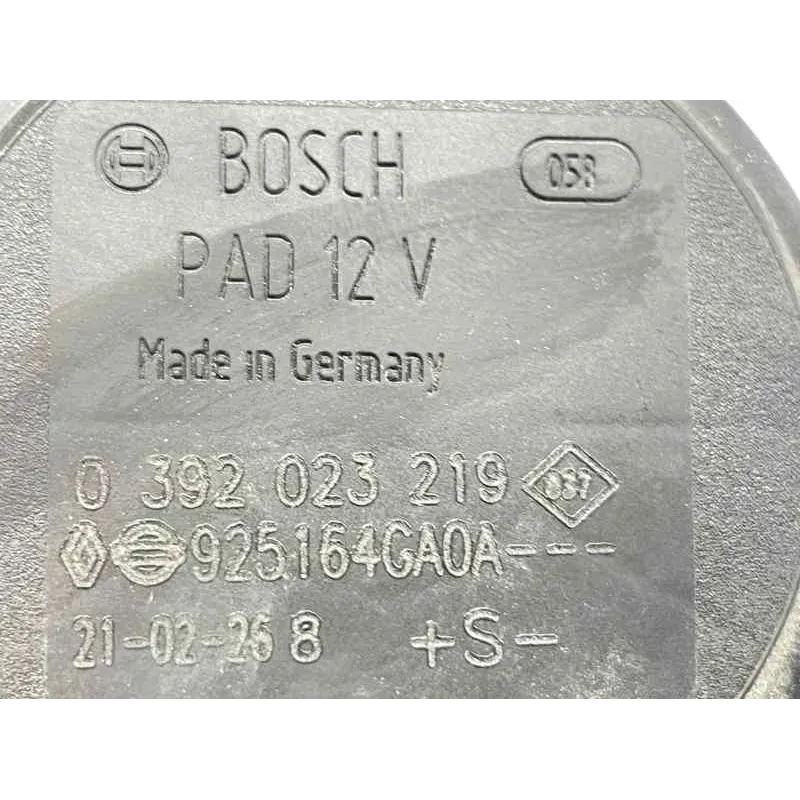 BOSCH 058
PAD 12 V
Made in Germany
0 392 023 219 037
925164GA0A---
21-02-26 8 +S-